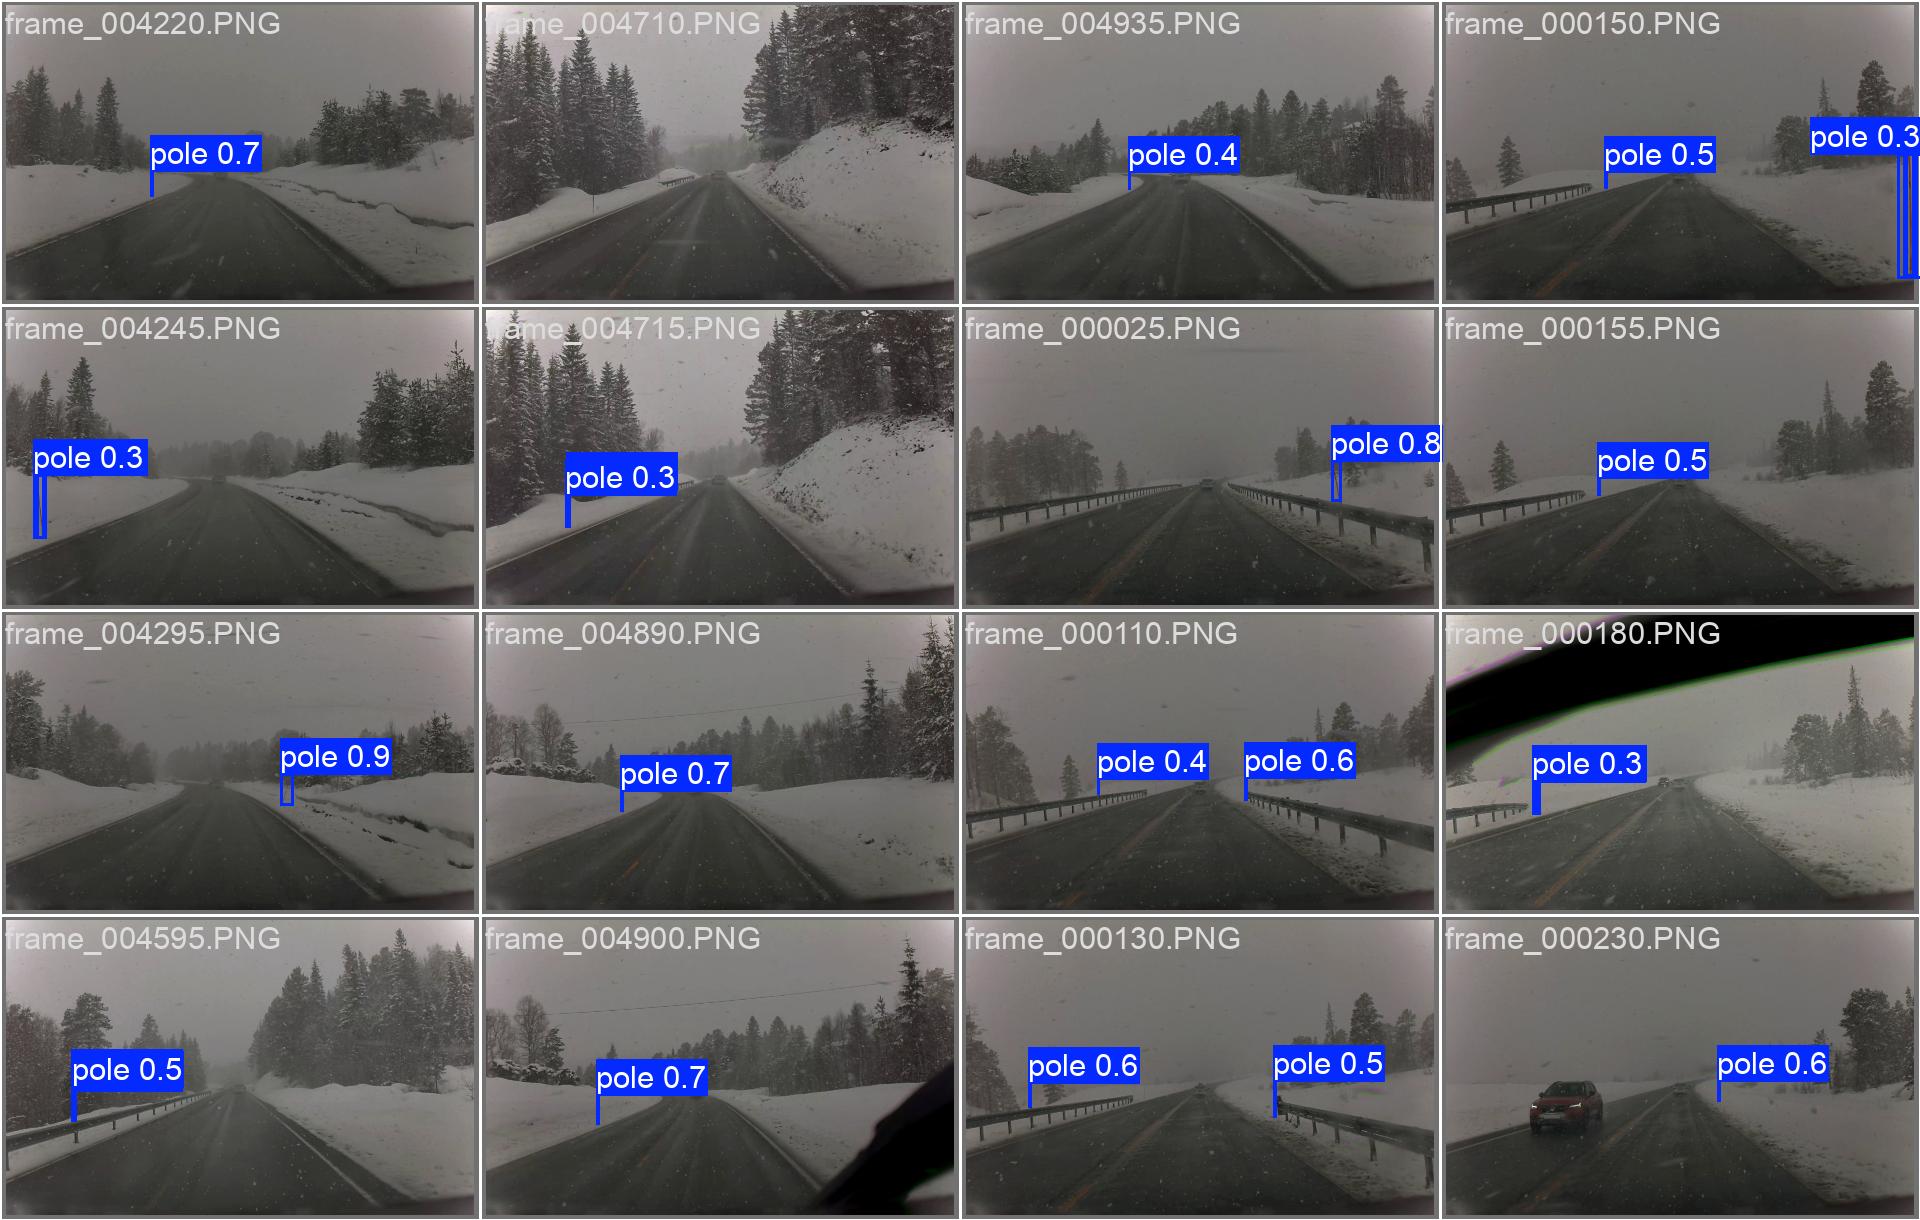 frame_004220.PNG
pole 0.7
frame_004710.PNG
frame_004935.PNG
pole 0.4
frame_000150.PNG
pole 0.5
pole 0.3
frame_004245.PNG
pole 0.3
frame_004715.PNG
pole 0.3
frame_000025.PNG
pole 0.8
frame_000155.PNG
pole 0.5
frame_004295.PNG
pole 0.9
frame_004890.PNG
pole 0.7
frame_000110.PNG
pole 0.4
pole 0.6
frame_000180.PNG
pole 0.3
frame_004595.PNG
pole 0.5
frame_004900.PNG
pole 0.7
frame_000130.PNG
pole 0.6
pole 0.5
frame_000230.PNG
pole 0.6